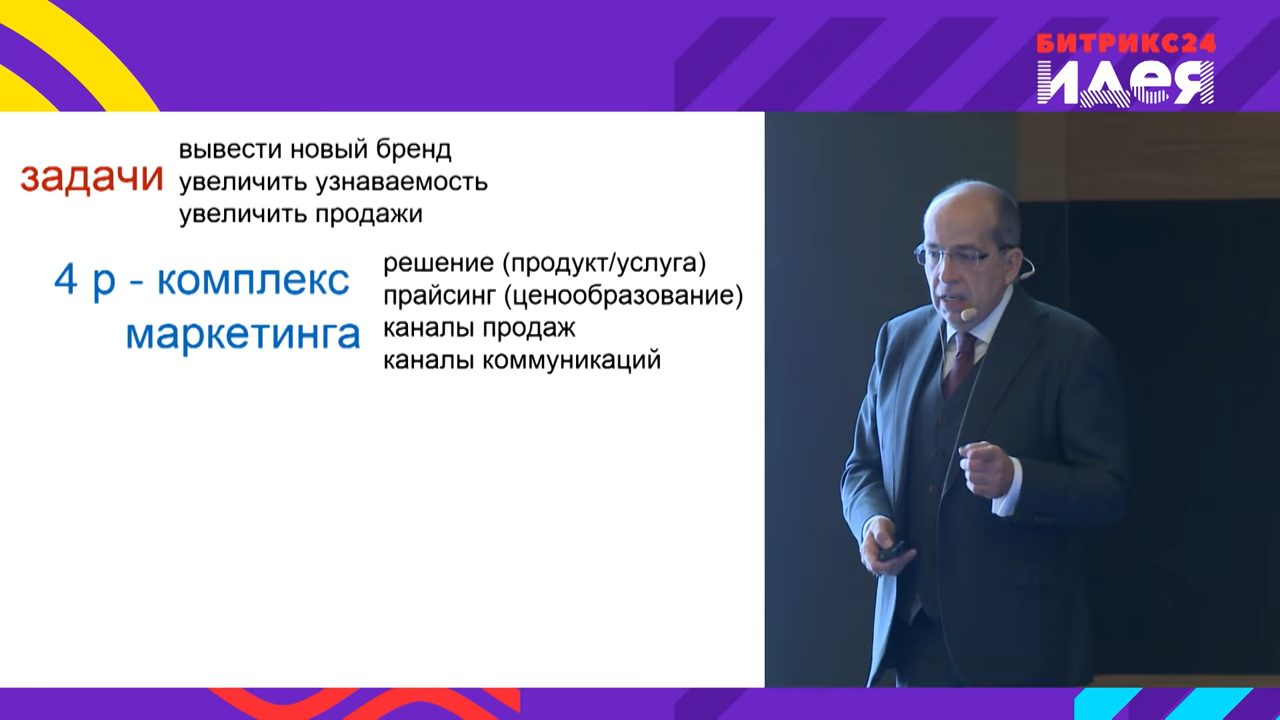 БИТРИКС24
идея
задачи
вывести новый бренд
увеличить узнаваемость
увеличить продажи
4 р - комплекс
маркетинга
решение (продукт/услуга)
прайсинг (ценообразование)
каналы продаж
каналы коммуникаций